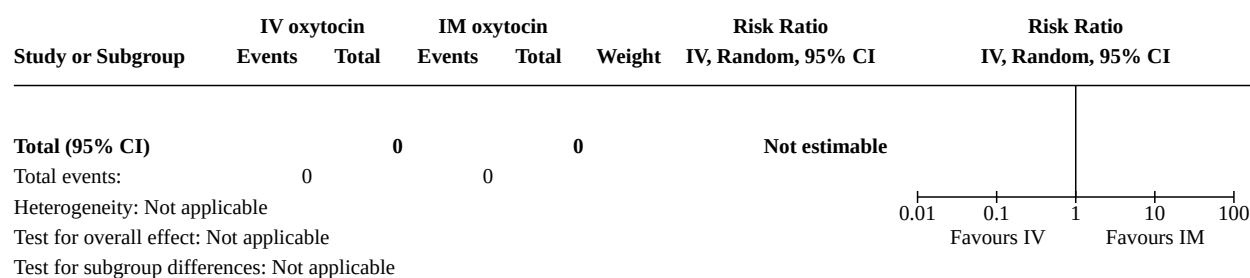 IV oxytocin IM oxytocin Risk Ratio Risk Ratio
Study or Subgroup Events Total Events Total Weight IV, Random, 95% CI IV, Random, 95% CI
Total (95% CI) 0 0 Not estimable
Total events: 0 0
Heterogeneity: Not applicable
Test for overall effect: Not applicable
Test for subgroup differences: Not applicable
0.01 0.1 1 10 100
Favours IV Favours IM